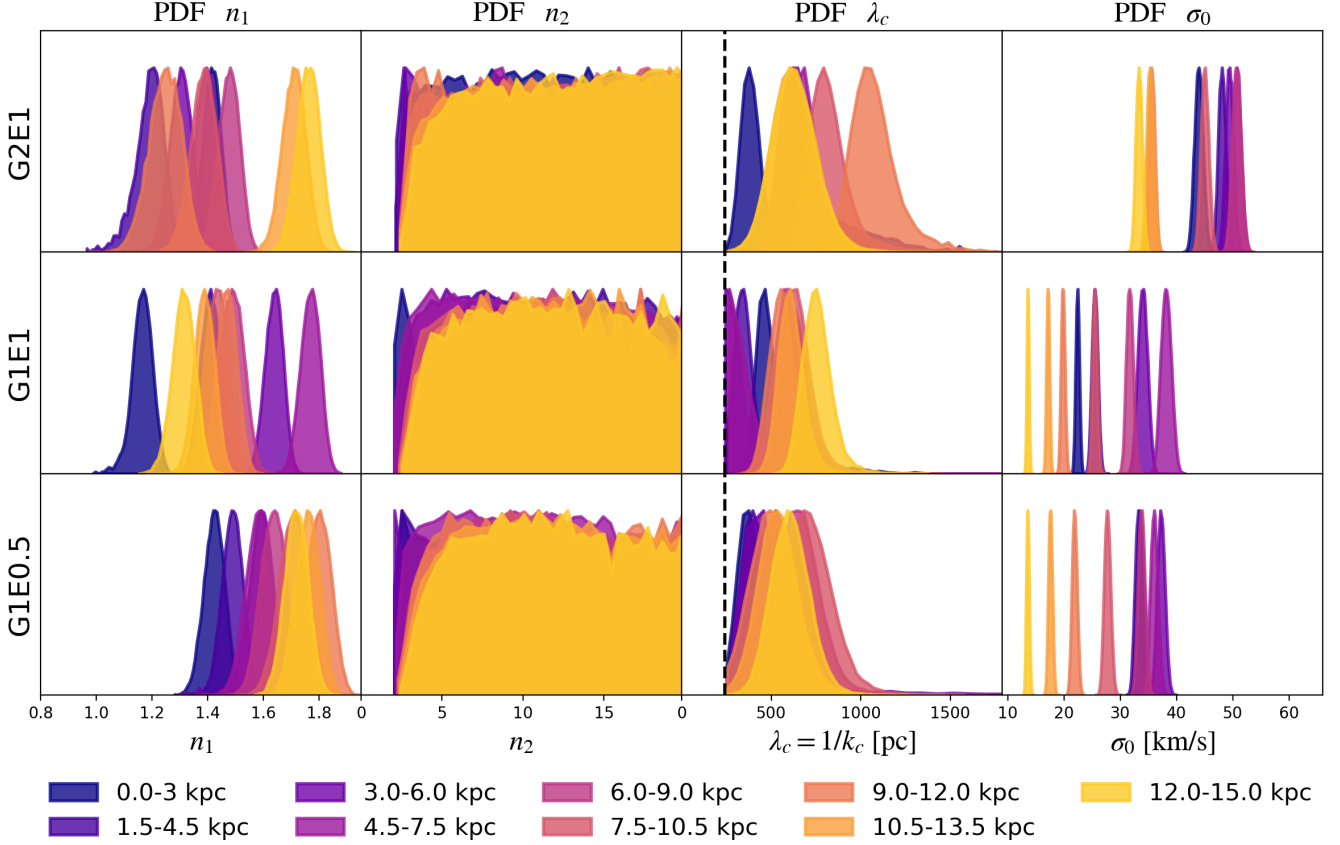 PDF n₁ PDF n₂ PDF λ_c PDF σ₀
G2E1
G1E1
G1E0.5
0.8 1.0 1.2 1.4 1.6 1.8 0 5 10 15 0 500 1000 1500 10 20 30 40 50 60
n₁ n₂ λ_c = 1/k_c [pc] σ₀ [km/s]
0.0-3 kpc 3.0-6.0 kpc 6.0-9.0 kpc 9.0-12.0 kpc 12.0-15.0 kpc
1.5-4.5 kpc 4.5-7.5 kpc 7.5-10.5 kpc 10.5-13.5 kpc